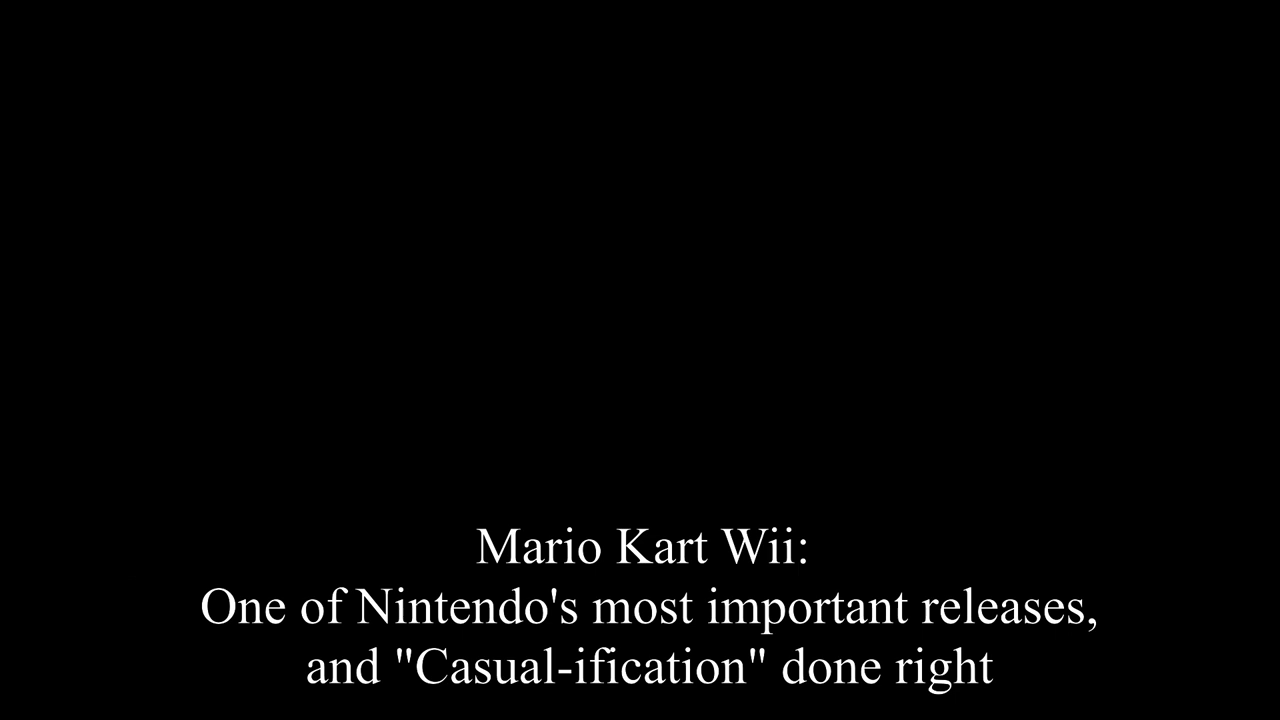 Mario Kart Wii:
One of Nintendo's most important releases,
and "Casual-ification" done right